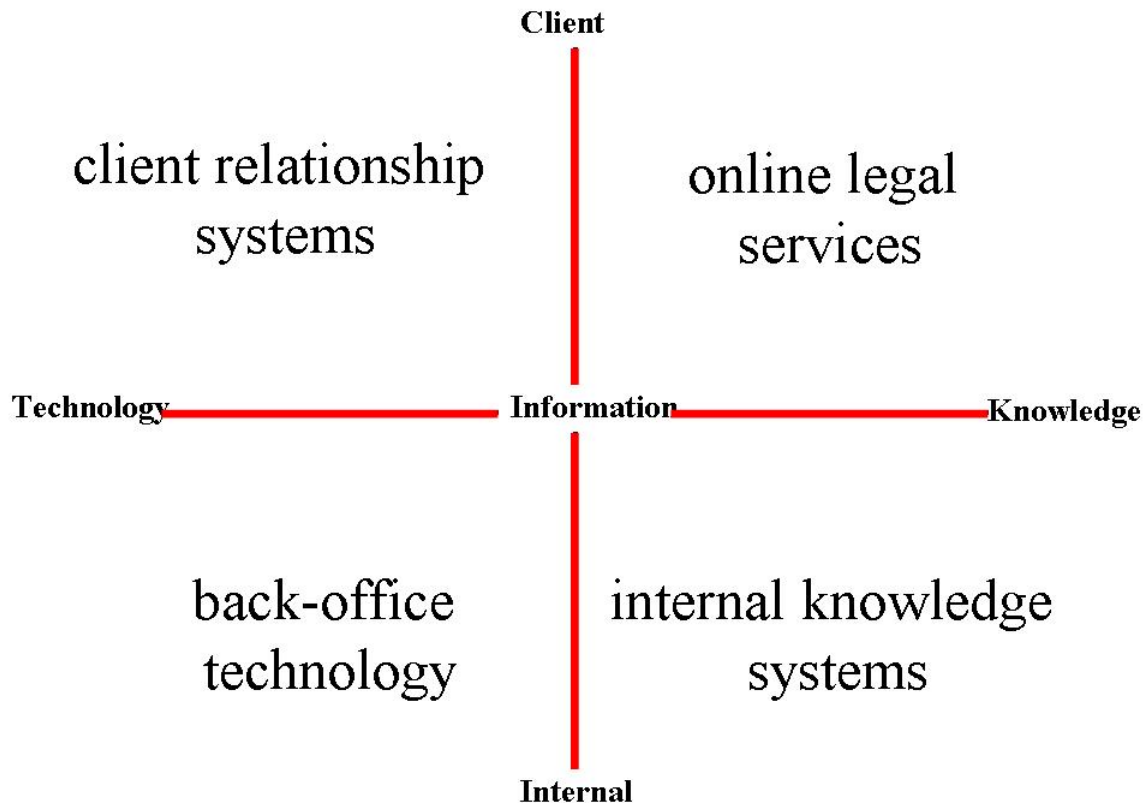 Client
client relationship
systems
online legal
services
Technology
Information
Knowledge
back-office
technology
internal knowledge
systems
Internal